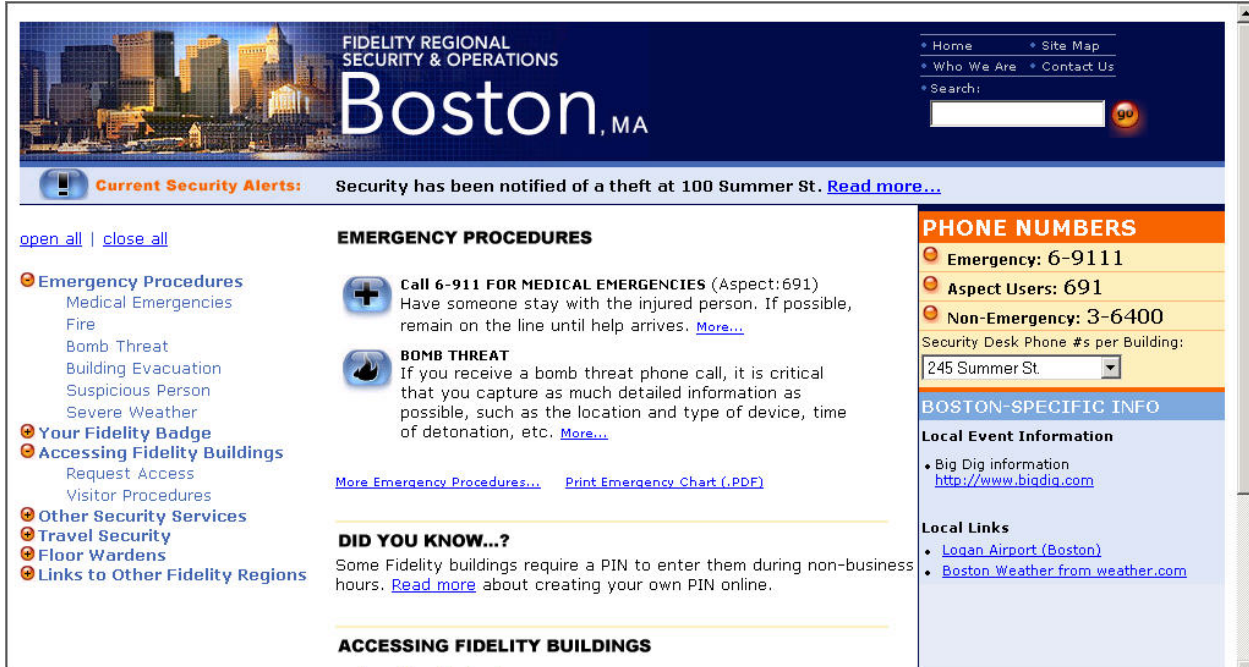 FIDELITY REGIONAL
SECURITY & OPERATIONS
Boston, MA
Home
Site Map
Who We Are
Contact Us
Search:
go
Current Security Alerts:
Security has been notified of a theft at 100 Summer St. Read more...
open all | close all
Emergency Procedures
Medical Emergencies
Fire
Bomb Threat
Building Evacuation
Suspicious Person
Severe Weather
Your Fidelity Badge
Accessing Fidelity Buildings
Request Access
Visitor Procedures
Other Security Services
Travel Security
Floor Wardens
Links to Other Fidelity Regions
EMERGENCY PROCEDURES
Call 6-911 FOR MEDICAL EMERGENCIES (Aspect:691)
Have someone stay with the injured person. If possible,
remain on the line until help arrives. More...
BOMB THREAT
If you receive a bomb threat phone call, it is critical
that you capture as much detailed information as
possible, such as the location and type of device, time
of detonation, etc. More...
More Emergency Procedures...
Print Emergency Chart (.PDF)
DID YOU KNOW...?
Some Fidelity buildings require a PIN to enter them during non-business
hours. Read more about creating your own PIN online.
ACCESSING FIDELITY BUILDINGS
PHONE NUMBERS
Emergency: 6-9111
Aspect Users: 691
Non-Emergency: 3-6400
Security Desk Phone #s per Building:
245 Summer St.
BOSTON-SPECIFIC INFO
Local Event Information
• Big Dig information
http://www.bigdig.com
Local Links
• Logan Airport (Boston)
• Boston Weather from weather.com